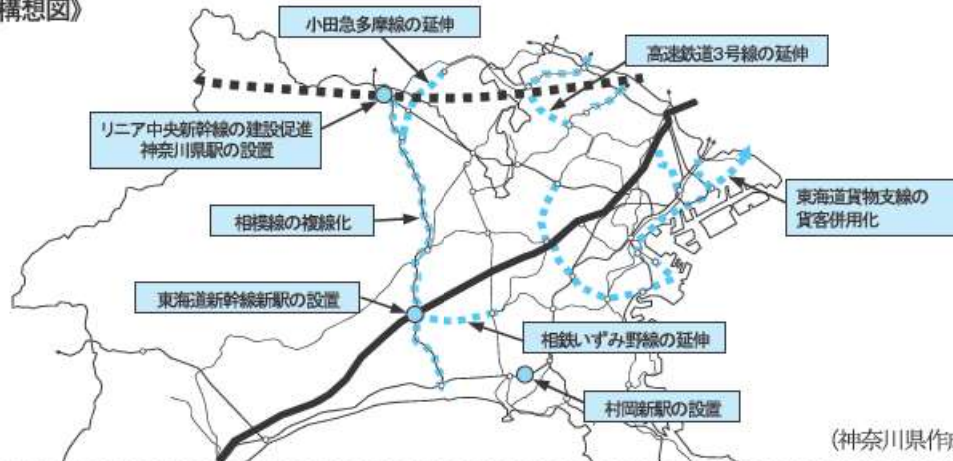 構想図》
小田急多摩線の延伸
高速鉄道3号線の延伸
リニア中央新幹線の建設促進
神奈川県駅の設置
東海道貨物支線の
貨客併用化
相模線の複線化
東海道新幹線新駅の設置
相鉄いずみ野線の延伸
村岡新駅の設置
(神奈川県作